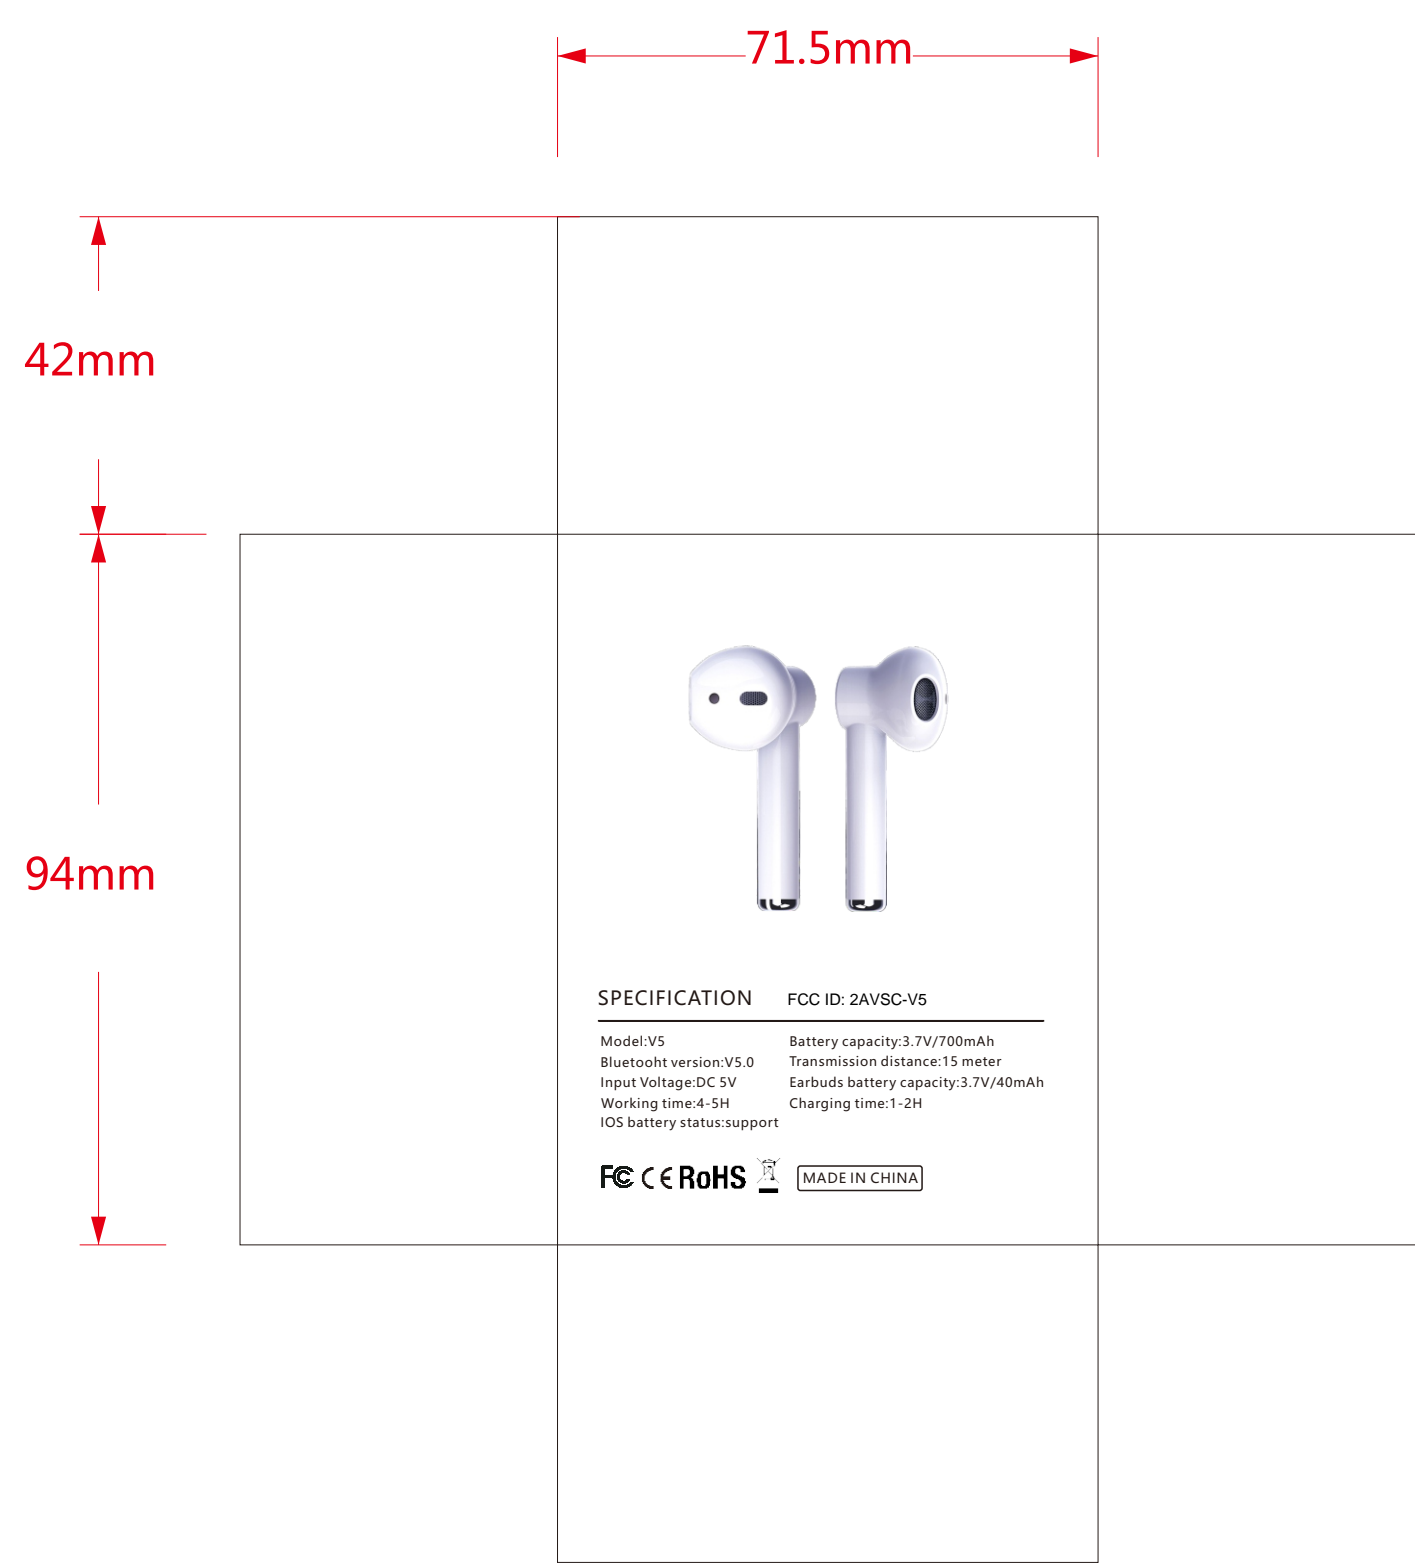 71.5mm
42mm
94mm
SPECIFICATION FCC ID: 2AVSC-V5
Model:V5 Battery capacity:3.7V/700mAh
Bluetooht version:V5.0 Transmission distance:15 meter
Input Voltage:DC 5V Earbuds battery capacity:3.7V/40mAh
Working time:4-5H Charging time:1-2H
IOS battery status:support
FC CE RoHS MADE IN CHINA